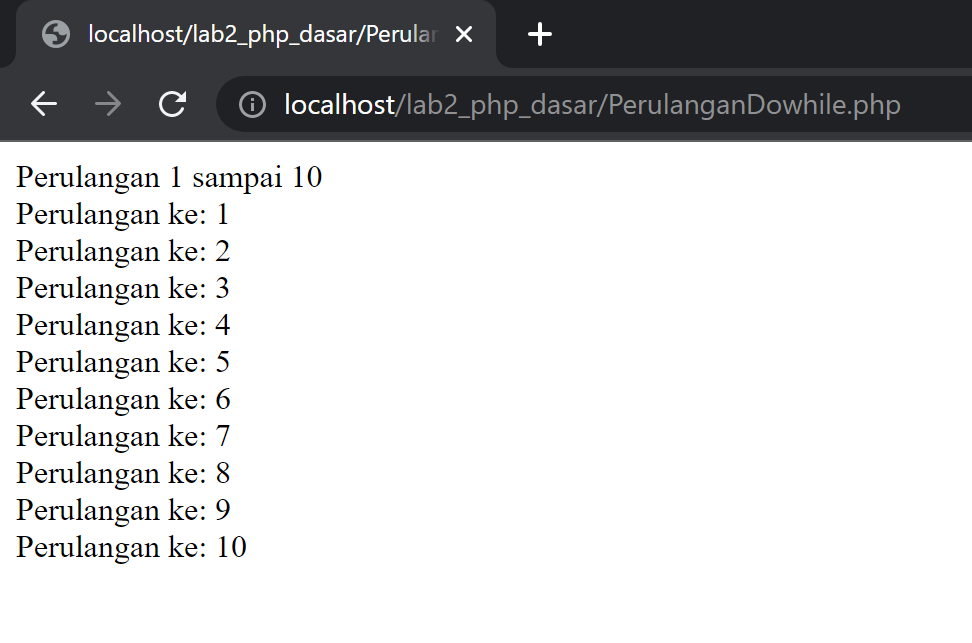 localhost/lab2_php_dasar/Perular
localhost/lab2_php_dasar/PerulanganDowhile.php
Perulangan 1 sampai 10
Perulangan ke: 1
Perulangan ke: 2
Perulangan ke: 3
Perulangan ke: 4
Perulangan ke: 5
Perulangan ke: 6
Perulangan ke: 7
Perulangan ke: 8
Perulangan ke: 9
Perulangan ke: 10